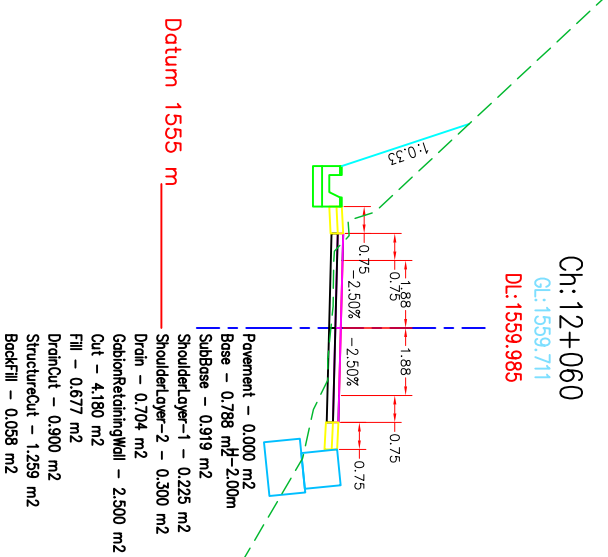 Ch:12+060
GL:1559.711
DL:1559.985
1:0.33
0.75
0.75
1.88
-2.50%
-2.50%
1.88
0.75
0.75
Datum 1555 m
H-2.00m
Pavement - 0.000 m2
Base - 0.788 m2
SubBase - 0.919 m2
ShoulderLayer-1 - 0.225 m2
ShoulderLayer-2 - 0.300 m2
Drain - 0.704 m2
GabionRetainingWall - 2.500 m2
Cut - 4.180 m2
Fill - 0.677 m2
DrainCut - 0.900 m2
StructureCut - 1.259 m2
BackFill - 0.058 m2